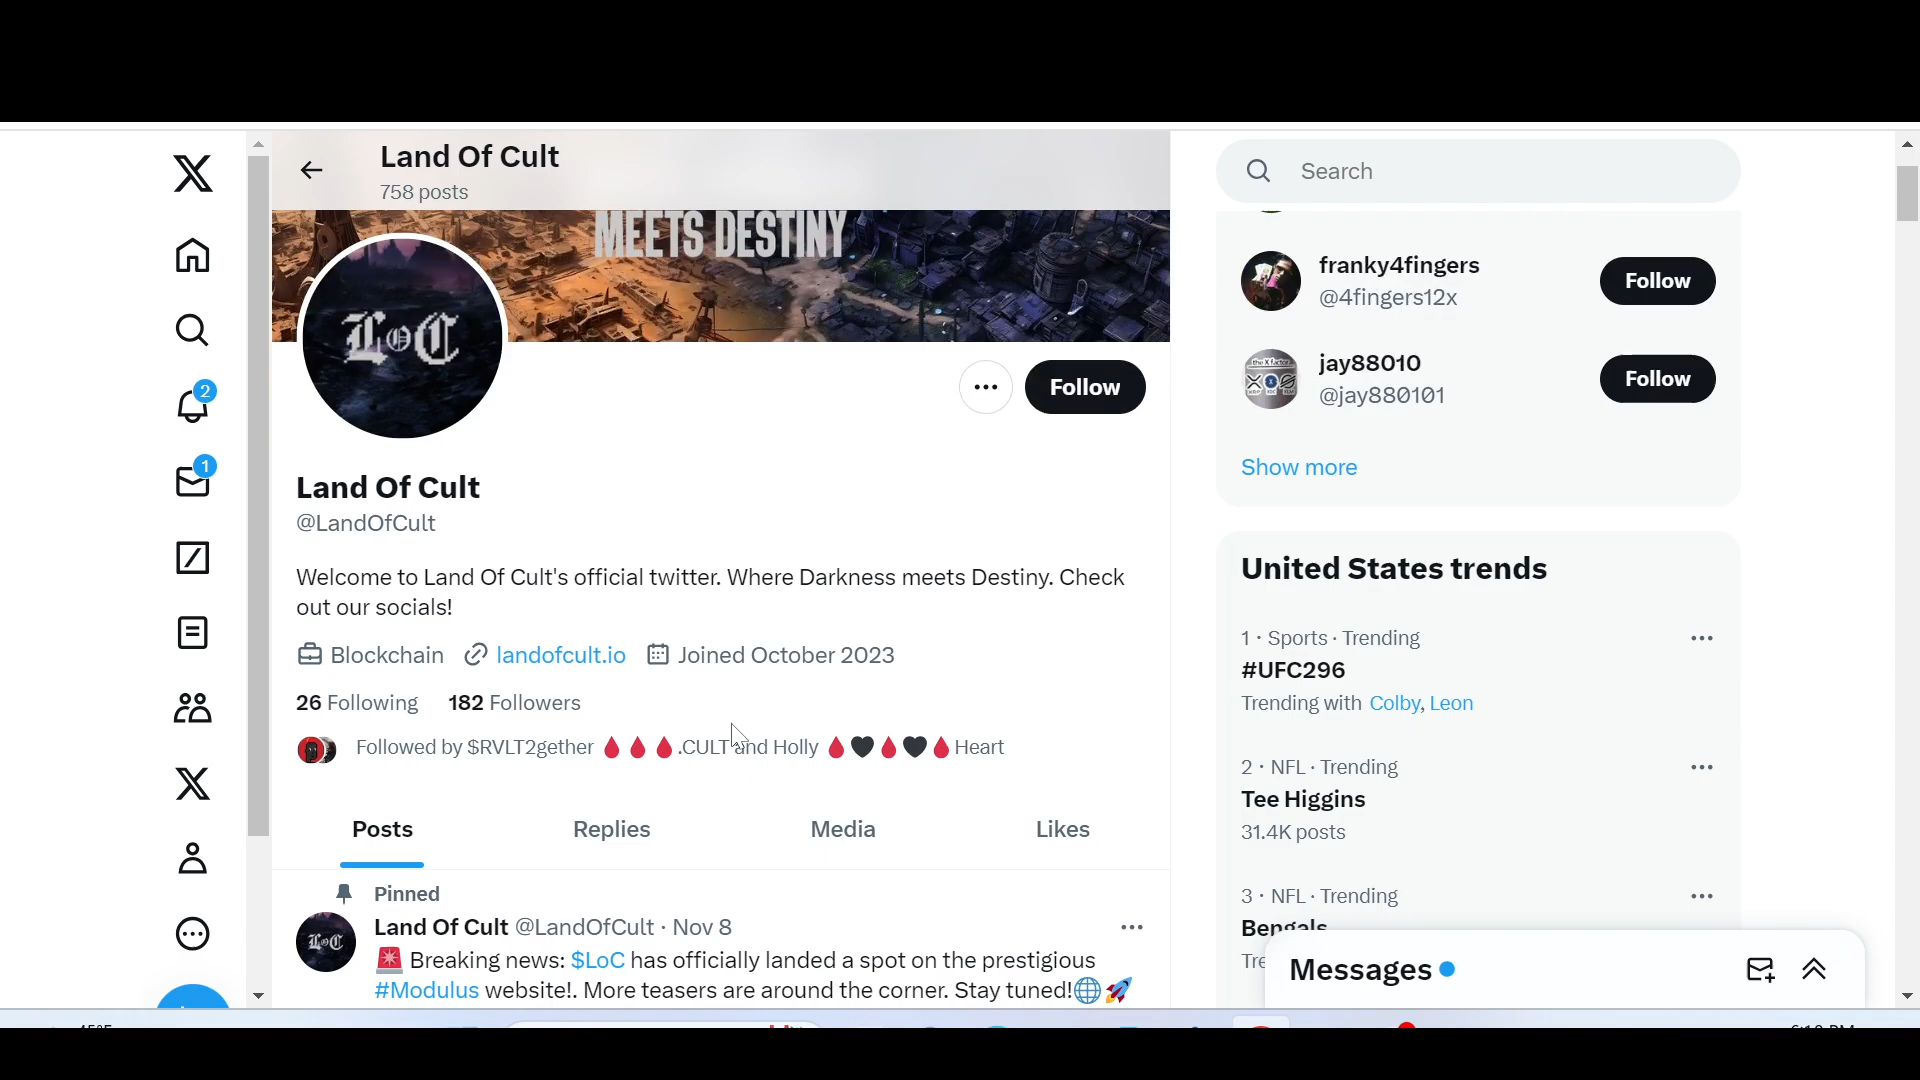 Land Of Cult
758 posts
MEETS DESTINY
LOC
Follow
Land Of Cult
@LandOfCult
Welcome to Land Of Cult's official twitter. Where Darkness meets Destiny. Check
out our socials!
Blockchain landofcult.io Joined October 2023
26 Following 182 Followers
Followed by $RVLT2gether 🩸🩸🩸.CULT and Holly 🩸🖤🩸🖤🩸 Heart
Posts Replies Media Likes
Pinned
Land Of Cult @LandOfCult · Nov 8
🚨 Breaking news: $LoC has officially landed a spot on the prestigious
#Modulus website!. More teasers are around the corner. Stay tuned!🌐🚀
2
1
Search
franky4fingers
@4fingers12x
Follow
jay88010
@jay880101
Follow
Show more
United States trends
1 · Sports · Trending
#UFC296
Trending with Colby, Leon
2 · NFL · Trending
Tee Higgins
31.4K posts
3 · NFL · Trending
Bengals
Messages